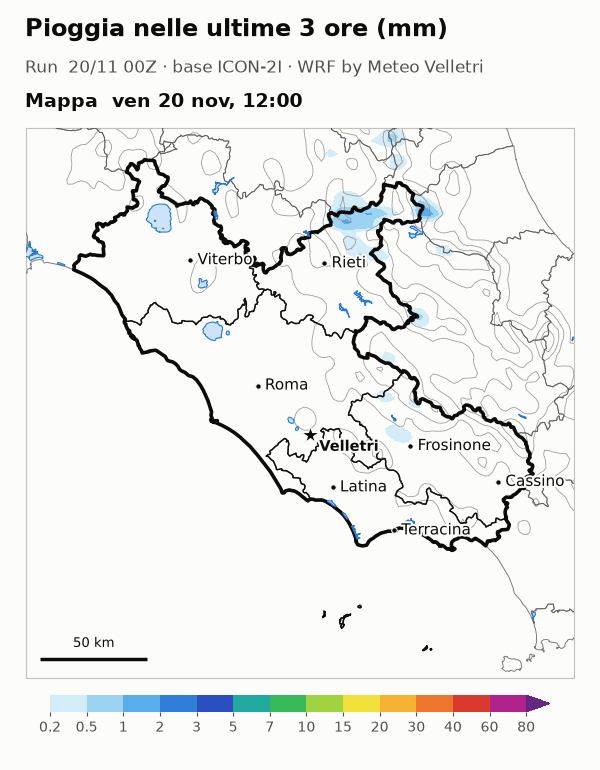 Pioggia nelle ultime 3 ore (mm)
Run 20/11 00Z · base ICON-2I · WRF by Meteo Velletri
Mappa ven 20 nov, 12:00
Viterbo
Rieti
Roma
Velletri
Frosinone
Cassino
Latina
Terracina
50 km
0.2 0.5 1 2 3 5 7 10 15 20 30 40 60 80